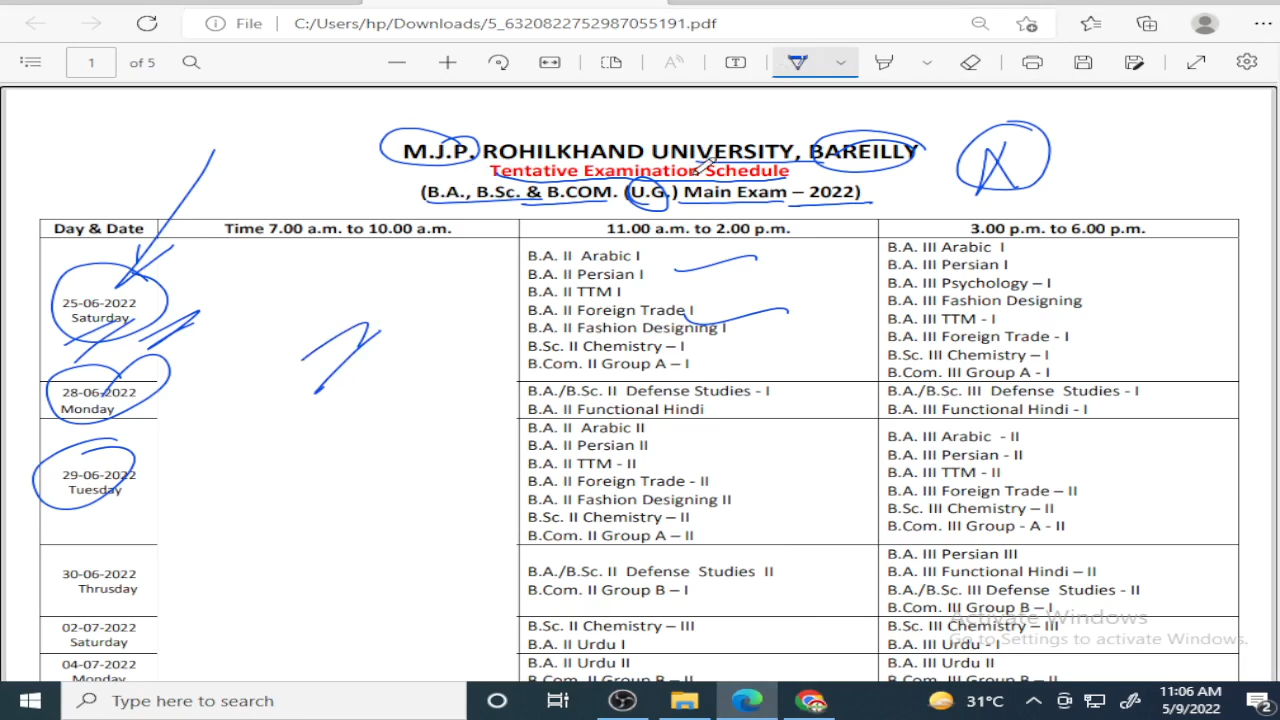 File C:/Users/hp/Downloads/5_6320822752987055191.pdf
1 of 5
M.J.P. ROHILKHAND UNIVERSITY, BAREILLY
Tentative Examination Schedule
(B.A., B.Sc. & B.COM. (U.G.) Main Exam – 2022)
Day & Date Time 7.00 a.m. to 10.00 a.m. 11.00 a.m. to 2.00 p.m. 3.00 p.m. to 6.00 p.m.
25-06-2022
Saturday
B.A. II Arabic I
B.A. II Persian I
B.A. II TTM I
B.A. II Foreign Trade I
B.A. II Fashion Designing I
B.Sc. II Chemistry – I
B.Com. II Group A – I
B.A. III Arabic I
B.A. III Persian I
B.A. III Psychology – I
B.A. III Fashion Designing
B.A. III TTM - I
B.A. III Foreign Trade - I
B.Sc. III Chemistry – I
B.Com. III Group A - I
28-06-2022
Monday
B.A./B.Sc. II Defense Studies - I
B.A. II Functional Hindi
B.A./B.Sc. III Defense Studies - I
B.A. III Functional Hindi - I
29-06-2022
Tuesday
B.A. II Arabic II
B.A. II Persian II
B.A. II TTM - II
B.A. II Foreign Trade - II
B.A. II Fashion Designing II
B.Sc. II Chemistry – II
B.Com. II Group A – II
B.A. III Arabic - II
B.A. III Persian - II
B.A. III TTM - II
B.A. III Foreign Trade – II
B.Sc. III Chemistry – II
B.Com. III Group - A - II
30-06-2022
Thrusday
B.A./B.Sc. II Defense Studies II
B.Com. II Group B – I
B.A. III Persian III
B.A. III Functional Hindi – II
B.A./B.Sc. III Defense Studies - II
B.Com. III Group B – I
02-07-2022
Saturday
B.Sc. II Chemistry – III
B.A. II Urdu I
B.Sc. III Chemistry – III
B.A. III Urdu - I
04-07-2022
Monday
B.A. II Urdu II
B.Com. II Group B – II
B.A. III Urdu II
B.Com. III Group B – II
Activate Windows
Go to Settings to activate Windows.
Type here to search
31°C
11:06 AM
5/9/2022
2